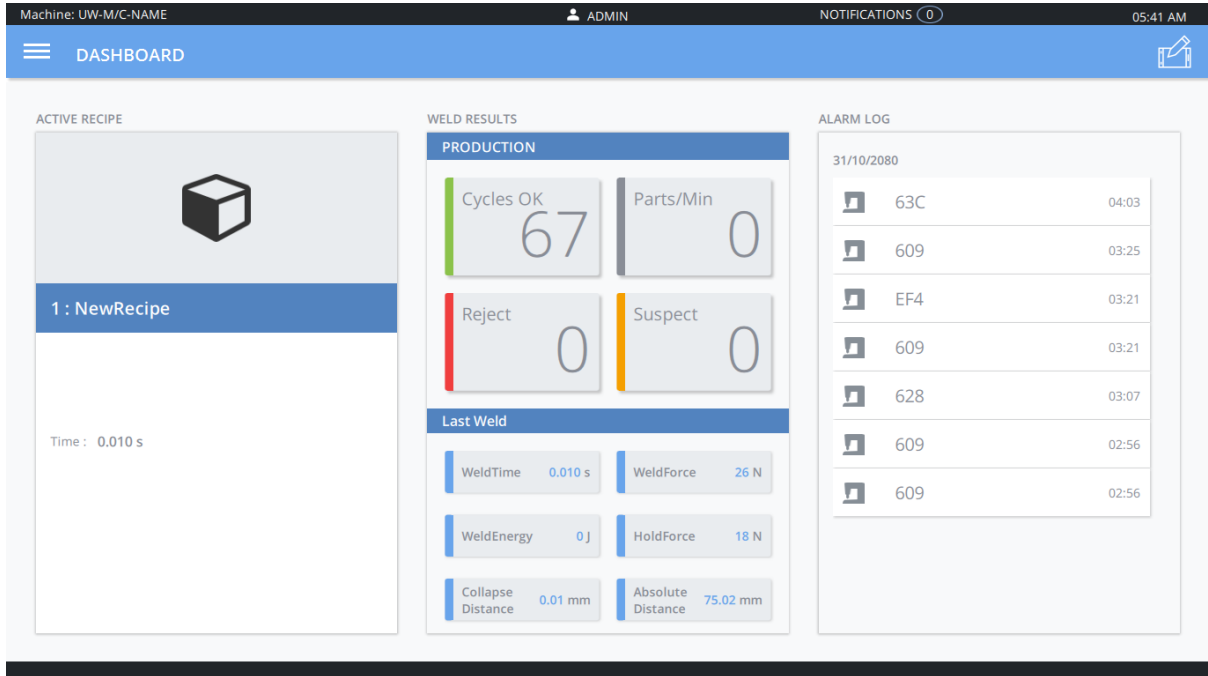 Machine: UW-M/C-NAME
ADMIN
NOTIFICATIONS 0
05:41 AM
DASHBOARD
ACTIVE RECIPE
1 : NewRecipe
Time : 0.010 s
WELD RESULTS
PRODUCTION
Cycles OK
67
Parts/Min
0
Reject
0
Suspect
0
Last Weld
WeldTime 0.010 s
WeldForce 26 N
WeldEnergy 0 J
HoldForce 18 N
Collapse
Distance 0.01 mm
Absolute
Distance 75.02 mm
ALARM LOG
31/10/2080
63C 04:03
609 03:25
EF4 03:21
609 03:21
628 03:07
609 02:56
609 02:56